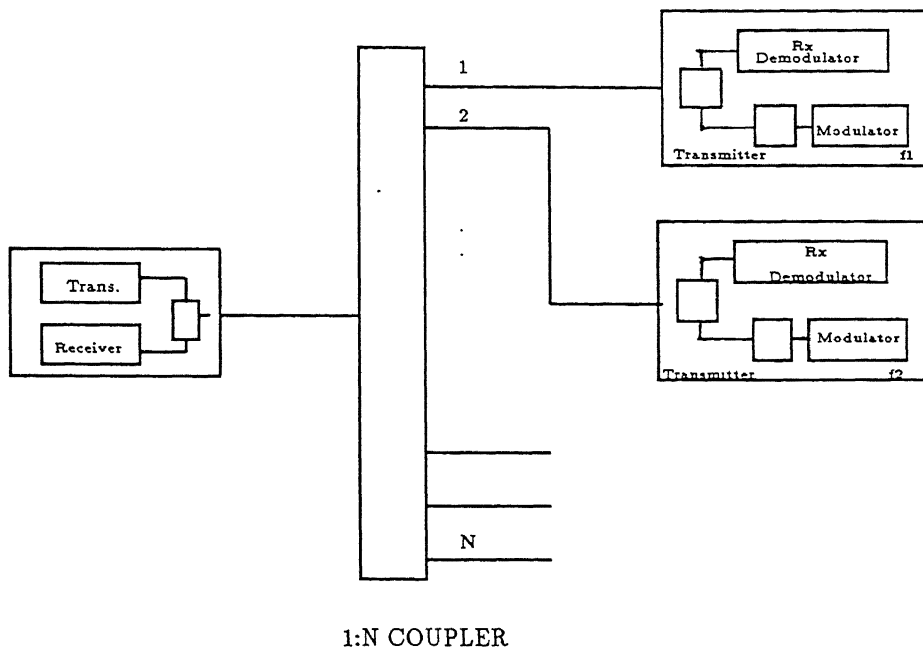 1
2
Rx
Demodulator
Modulator
Transmitter
f1
Rx
Demodulator
Modulator
Transmitter
f2
Trans.
Receiver
N
1:N COUPLER